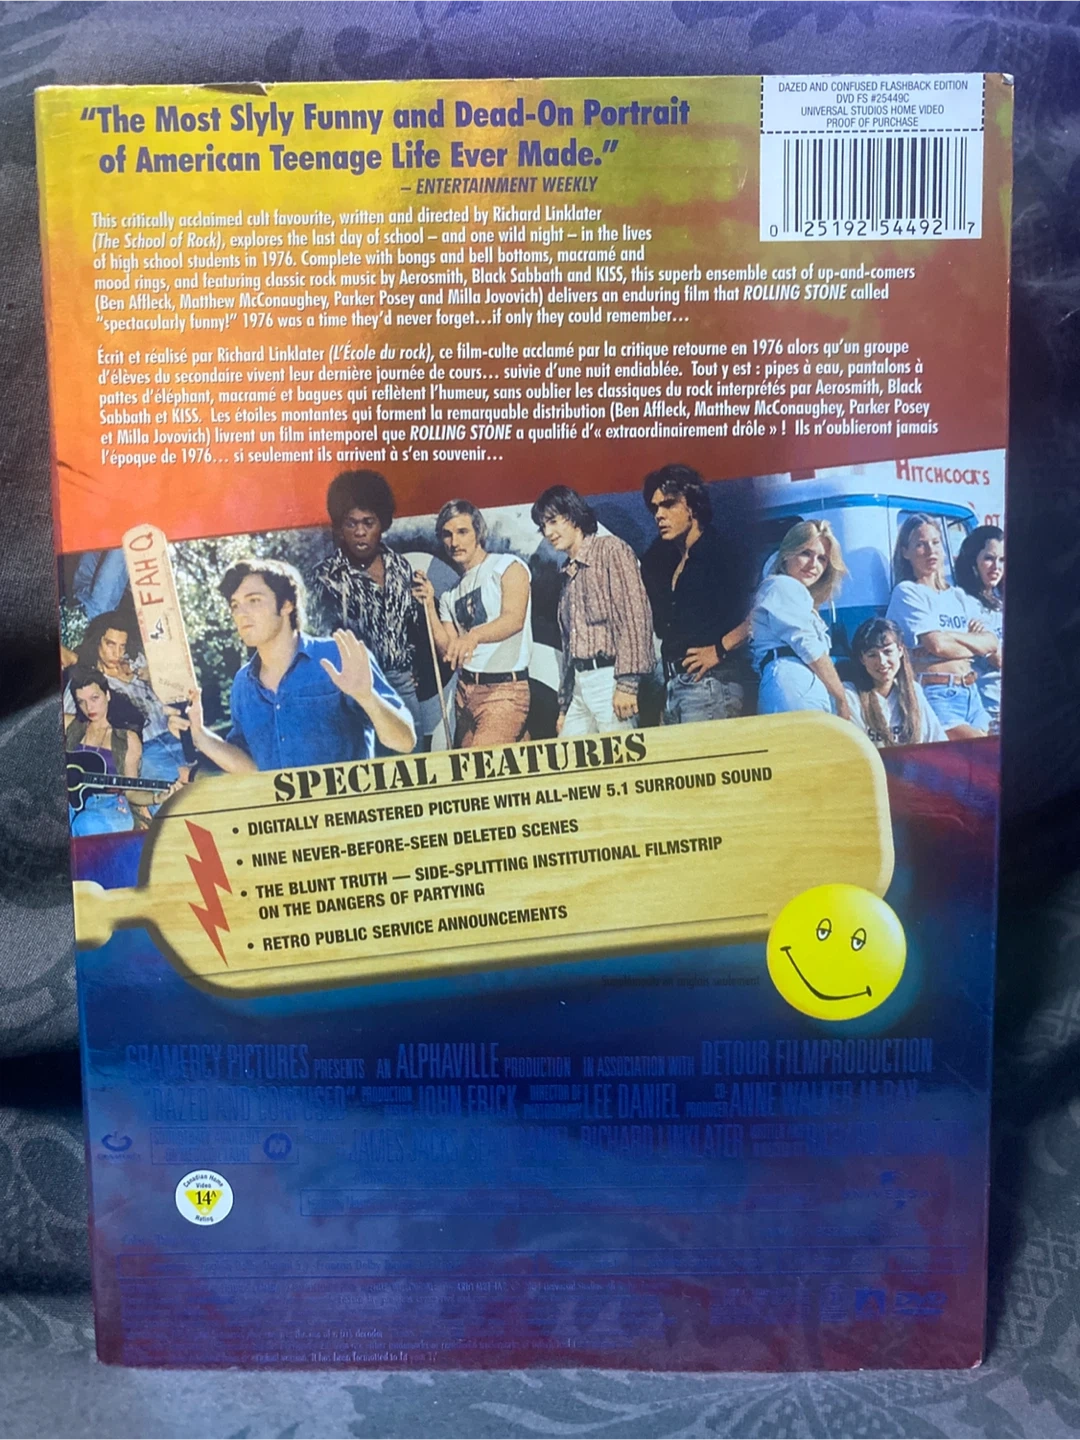 "The Most Slyly Funny and Dead-On Portrait
of American Teenage Life Ever Made."
– ENTERTAINMENT WEEKLY
DAZED AND CONFUSED FLASHBACK EDITION
DVD FS #25449C
UNIVERSAL STUDIOS HOME VIDEO
PROOF OF PURCHASE
0 25192 54492 7
This critically acclaimed cult favourite, written and directed by Richard Linklater
(The School of Rock), explores the last day of school – and one wild night – in the lives
of high school students in 1976. Complete with bongs and bell bottoms, macramé and
mood rings, and featuring classic rock music by Aerosmith, Black Sabbath and KISS, this superb ensemble cast of up-and-comers
(Ben Affleck, Matthew McConaughey, Parker Posey and Milla Jovovich) delivers an enduring film that ROLLING STONE called
"spectacularly funny!" 1976 was a time they'd never forget...if only they could remember...
Écrit et réalisé par Richard Linklater (L'École du rock), ce film-culte acclamé par la critique retourne en 1976 alors qu'un groupe
d'élèves du secondaire vivent leur dernière journée de cours... suivie d'une nuit endiablée. Tout y est : pipes à eau, pantalons à
pattes d'éléphant, macramé et bagues qui reflètent l'humeur, sans oublier les classiques du rock interprétés par Aerosmith, Black
Sabbath et KISS. Les étoiles montantes qui forment la remarquable distribution (Ben Affleck, Matthew McConaughey, Parker Posey
et Milla Jovovich) livrent un film intemporel que ROLLING STONE a qualifié d'« extraordinairement drôle » ! Ils n'oublieront jamais
l'époque de 1976... si seulement ils arrivent à s'en souvenir...
HITCHCOCK'S
FAH Q
SPECIAL FEATURES
• DIGITALLY REMASTERED PICTURE WITH ALL-NEW 5.1 SURROUND SOUND
• NINE NEVER-BEFORE-SEEN DELETED SCENES
• THE BLUNT TRUTH — SIDE-SPLITTING INSTITUTIONAL FILMSTRIP
ON THE DANGERS OF PARTYING
• RETRO PUBLIC SERVICE ANNOUNCEMENTS
GRAMERCY PICTURES PRESENTS AN ALPHAVILLE PRODUCTION IN ASSOCIATION WITH DETOUR FILMPRODUCTION
"DAZED AND CONFUSED" PRODUCTION JOHN FRICK LEE DANIEL CO-PRODUCER ANNE WALKER-
JAMES JACKS RICHARD LINKLATER
Canadian Home
Video
14A
Rating